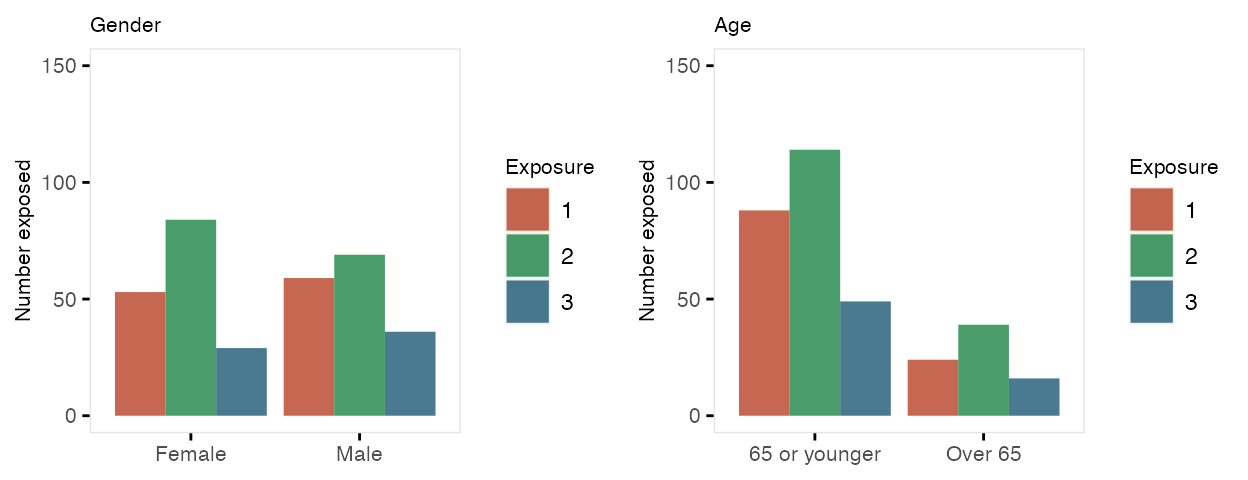 Gender
150
100
50
0
Number exposed
Female
Male
Exposure
1
2
3
Age
150
100
50
0
Number exposed
65 or younger
Over 65
Exposure
1
2
3